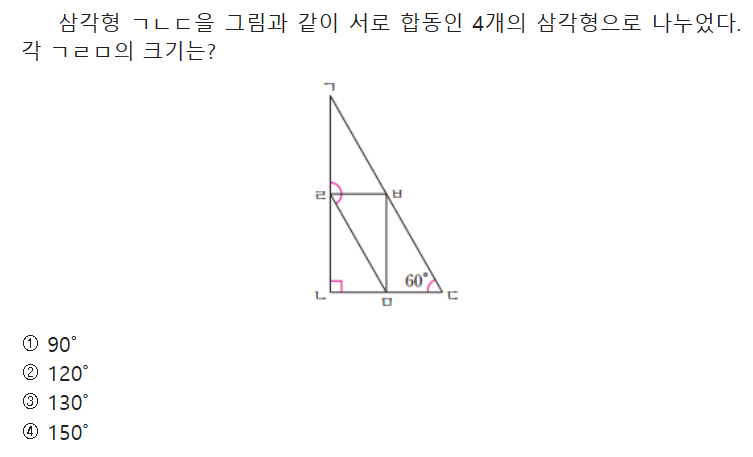 삼각형 ㄱㄴㄷ을 그림과 같이 서로 합동인 4개의 삼각형으로 나누었다.
각 ㄱㄹㅁ의 크기는?
ㄱ
ㄹ ㅂ
60°
ㄴ ㅁ ㄷ
① 90°
② 120°
③ 130°
④ 150°